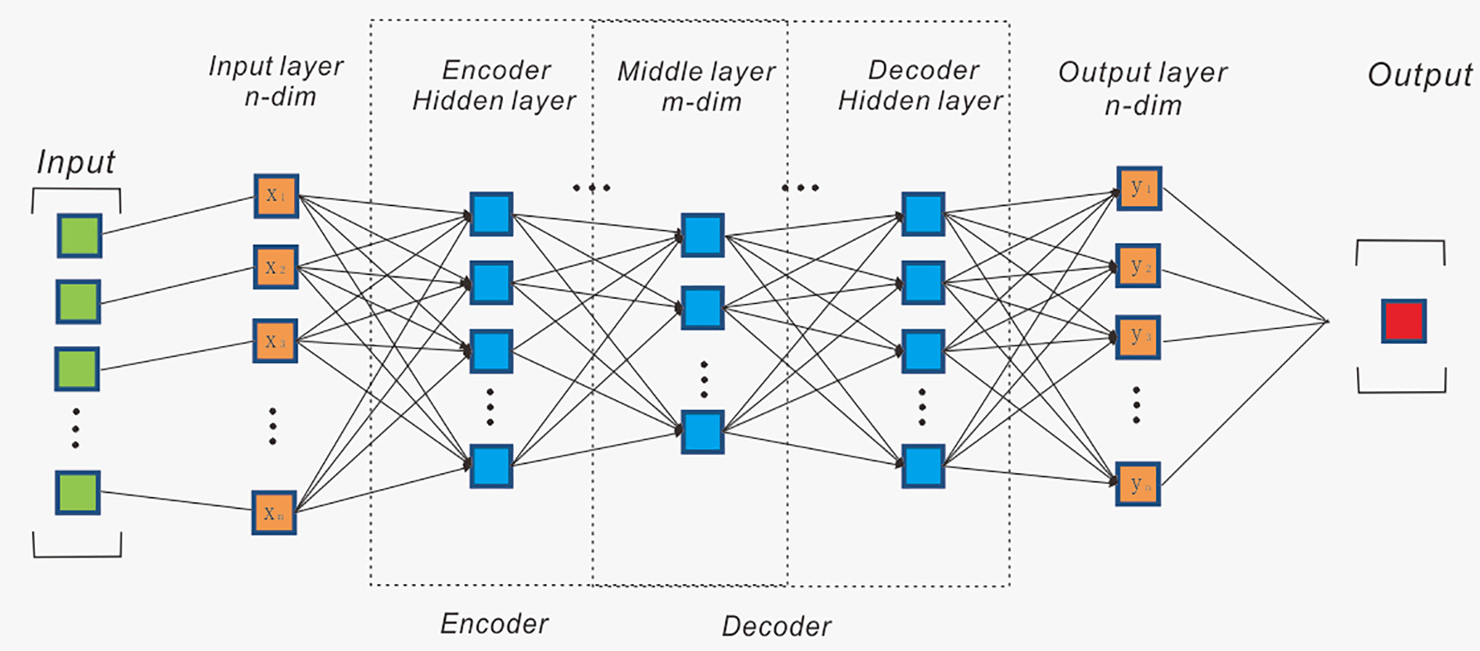 Input
Input layer
n-dim
Encoder
Hidden layer
Middle layer
m-dim
Decoder
Hidden layer
Output layer
n-dim
Output
x₁
x₂
x₃
xₙ
y₁
y₂
y₃
yₙ
Encoder
Decoder